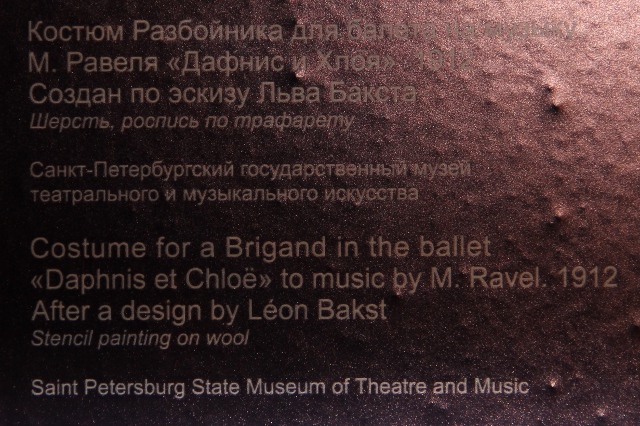 Костюм Разбойника для балета на музыку
М. Равеля «Дафнис и Хлоя». 1912
Создан по эскизу Льва Бакста
Шерсть, роспись по трафарету
Санкт-Петербургский государственный музей
театрального и музыкального искусства
Costume for a Brigand in the ballet
«Daphnis et Chloë» to music by M. Ravel. 1912
After a design by Léon Bakst
Stencil painting on wool
Saint Petersburg State Museum of Theatre and Music